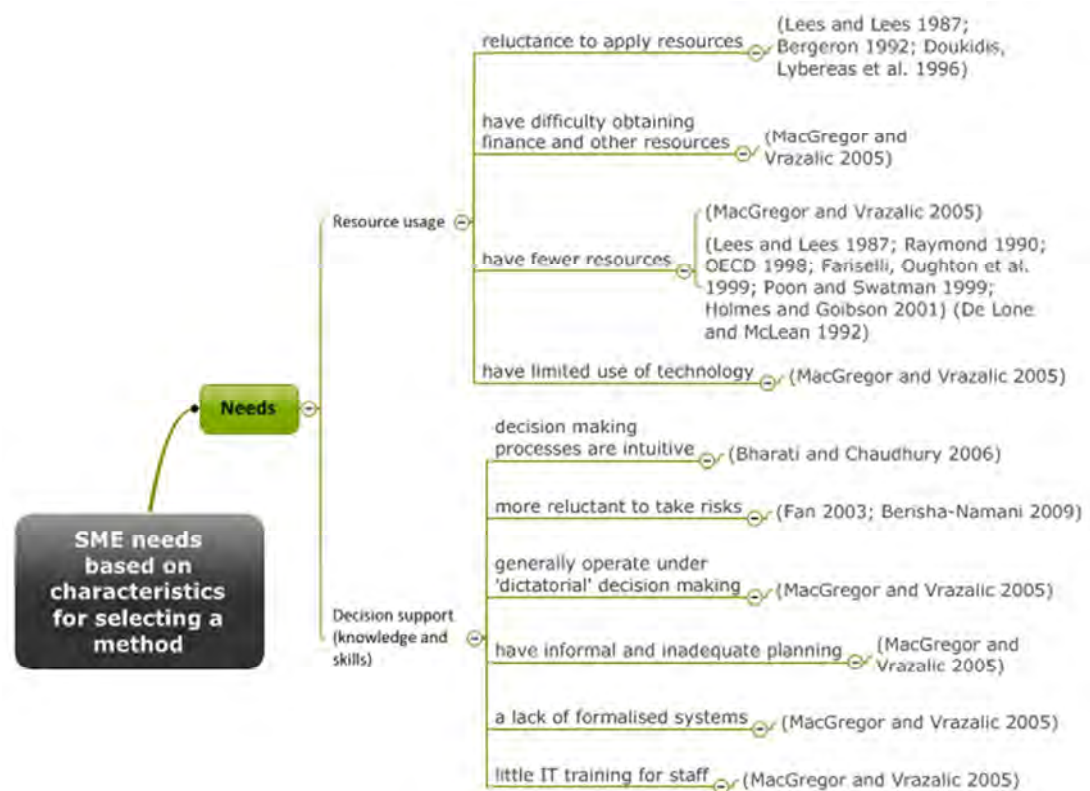 SME needs
based on
characteristics
for selecting a
method
Needs
Resource usage
reluctance to apply resources
(Lees and Lees 1987;
Bergeron 1992; Doukidis,
Lybereas et al. 1996)
have difficulty obtaining
finance and other resources
(MacGregor and
Vrazalic 2005)
have fewer resources
(MacGregor and Vrazalic 2005)
(Lees and Lees 1987; Raymond 1990;
OECD 1998; Fariselli, Oughton et al.
1999; Poon and Swatman 1999;
Holmes and Goibson 2001) (De Lone
and McLean 1992)
have limited use of technology
(MacGregor and Vrazalic 2005)
Decision support
(knowledge and
skills)
decision making
processes are intuitive
(Bharati and Chaudhury 2006)
more reluctant to take risks
(Fan 2003; Berisha-Namani 2009)
generally operate under
'dictatorial' decision making
(MacGregor and Vrazalic 2005)
have informal and inadequate planning
(MacGregor and
Vrazalic 2005)
a lack of formalised systems
(MacGregor and Vrazalic 2005)
little IT training for staff
(MacGregor and Vrazalic 2005)